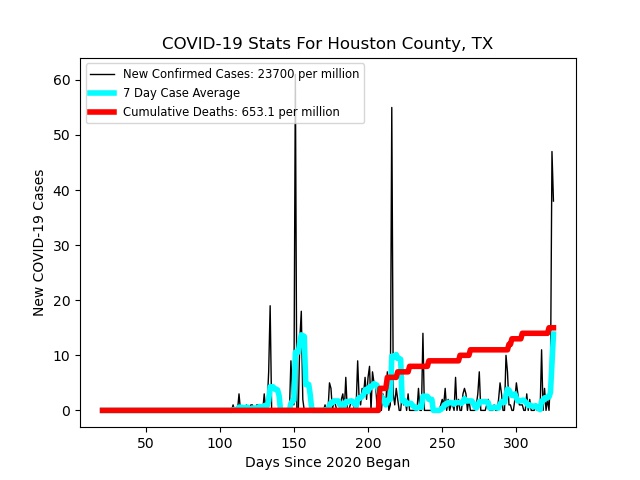 COVID-19 Stats For Houston County, TX
New Confirmed Cases: 23700 per million
7 Day Case Average
Cumulative Deaths: 653.1 per million
New COVID-19 Cases
60
50
40
30
20
10
0
50 100 150 200 250 300
Days Since 2020 Began